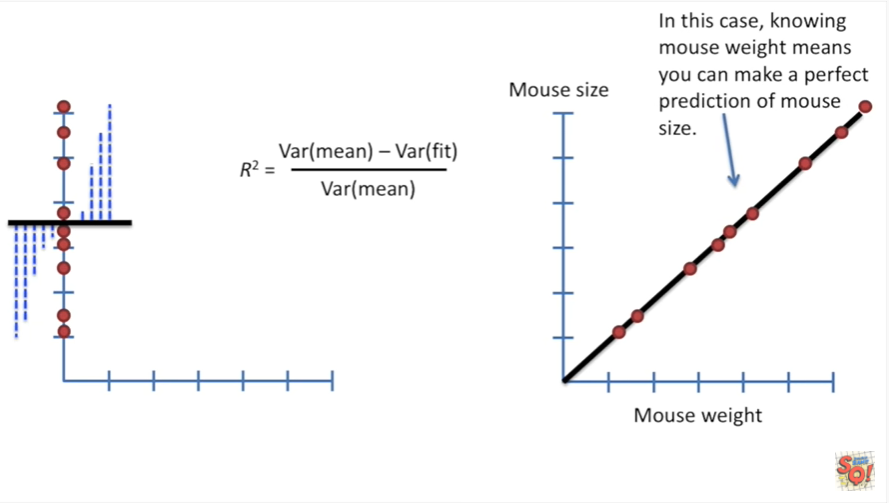 In this case, knowing
mouse weight means
you can make a perfect
prediction of mouse
size.
Mouse size
R² = Var(mean) – Var(fit)
Var(mean)
Mouse weight
SQ!